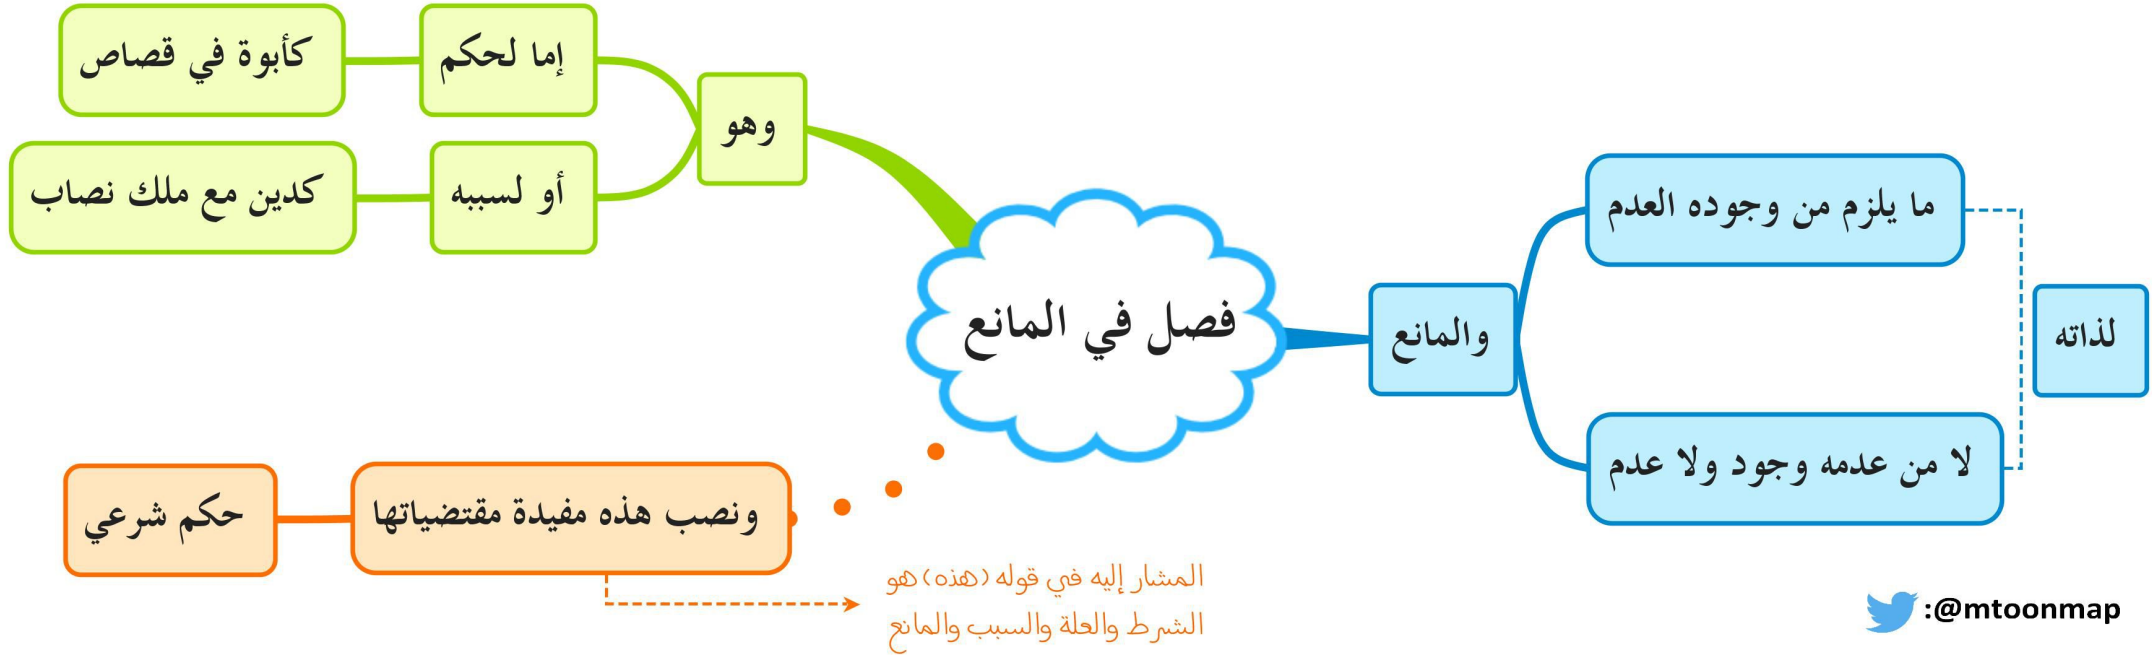 فصل في المانع
والمانع
ما يلزم من وجوده العدم
لا من عدمه وجود ولا عدم
لذاته
وهو
إما لحكم
كأبوة في قصاص
أو لسببه
كدين مع ملك نصاب
ونصب هذه مفيدة مقتضياتها
حكم شرعي
المشار إليه في قوله (هذه) هو
الشرط والعلة والسبب والمانع
:@mtoonmap